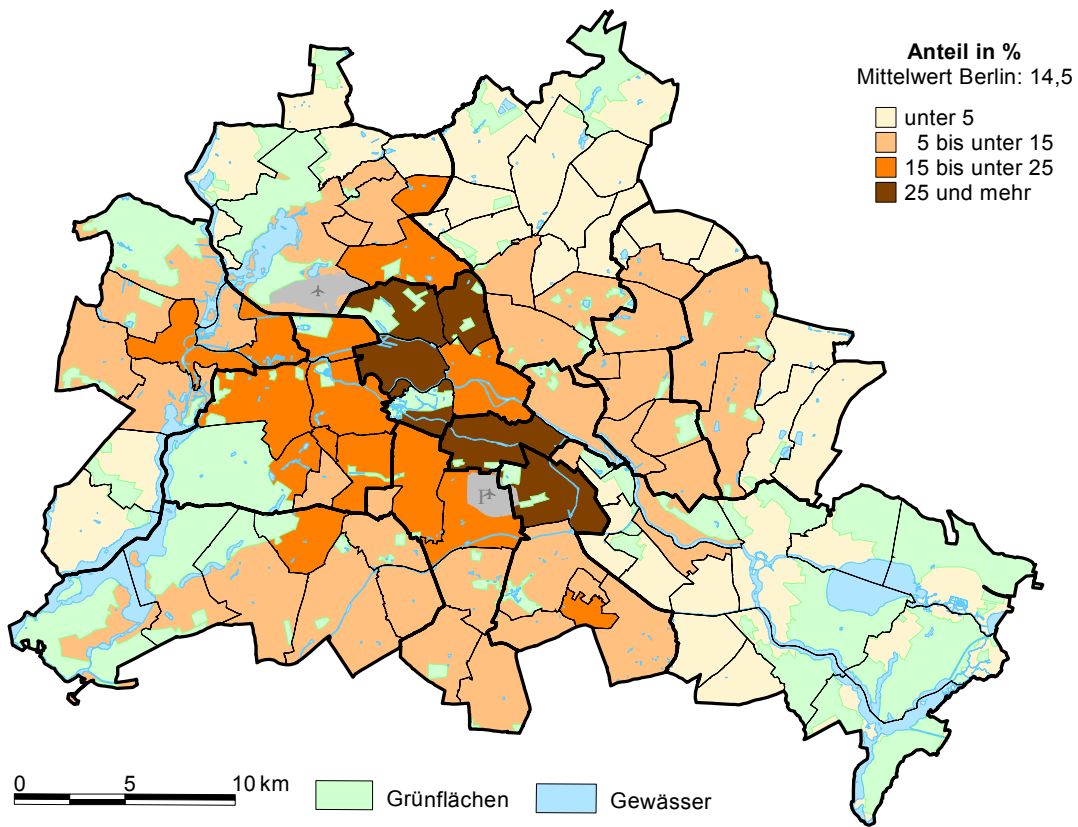 Anteil in %
Mittelwert Berlin: 14,5
unter 5
5 bis unter 15
15 bis unter 25
25 und mehr
0 5 10 km
Grünflächen
Gewässer